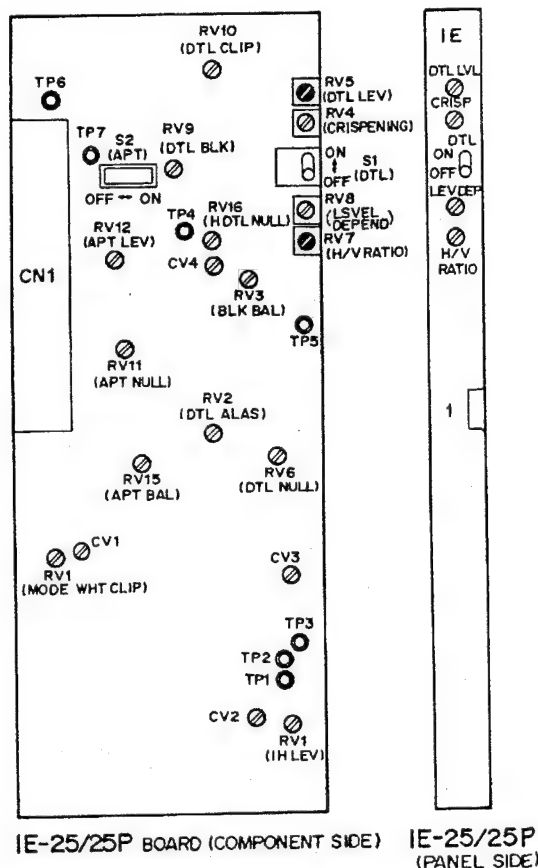 RV10
(DTL CLIP)
TP6
RV5
(DTL LEV)
RV4
(CRISPENING)
TP7
S2
(APT)
RV9
(DTL BLK)
ON
OFF
S1
(DTL)
OFF ↔ ON
RV16
(H DTL NULL)
RV8
(LSVEL
DEPEND)
TP4
RV12
(APT LEV)
RV7
(H/V RATIO)
CV4
CN1
RV3
(BLK BAL)
TP5
RV11
(APT NULL)
RV2
(DTL ALAS)
RV15
(APT BAL)
RV6
(DTL NULL)
CV1
RV1
(MODE WHT CLIP)
CV3
TP3
TP2
TP1
CV2
RV1
(IH LEV)
IE-25/25P BOARD (COMPONENT SIDE)
IE
DTL LVL
CRISP
DTL
ON
OFF
LEV DEP
H/V
RATIO
1
IE-25/25P
(PANEL SIDE)